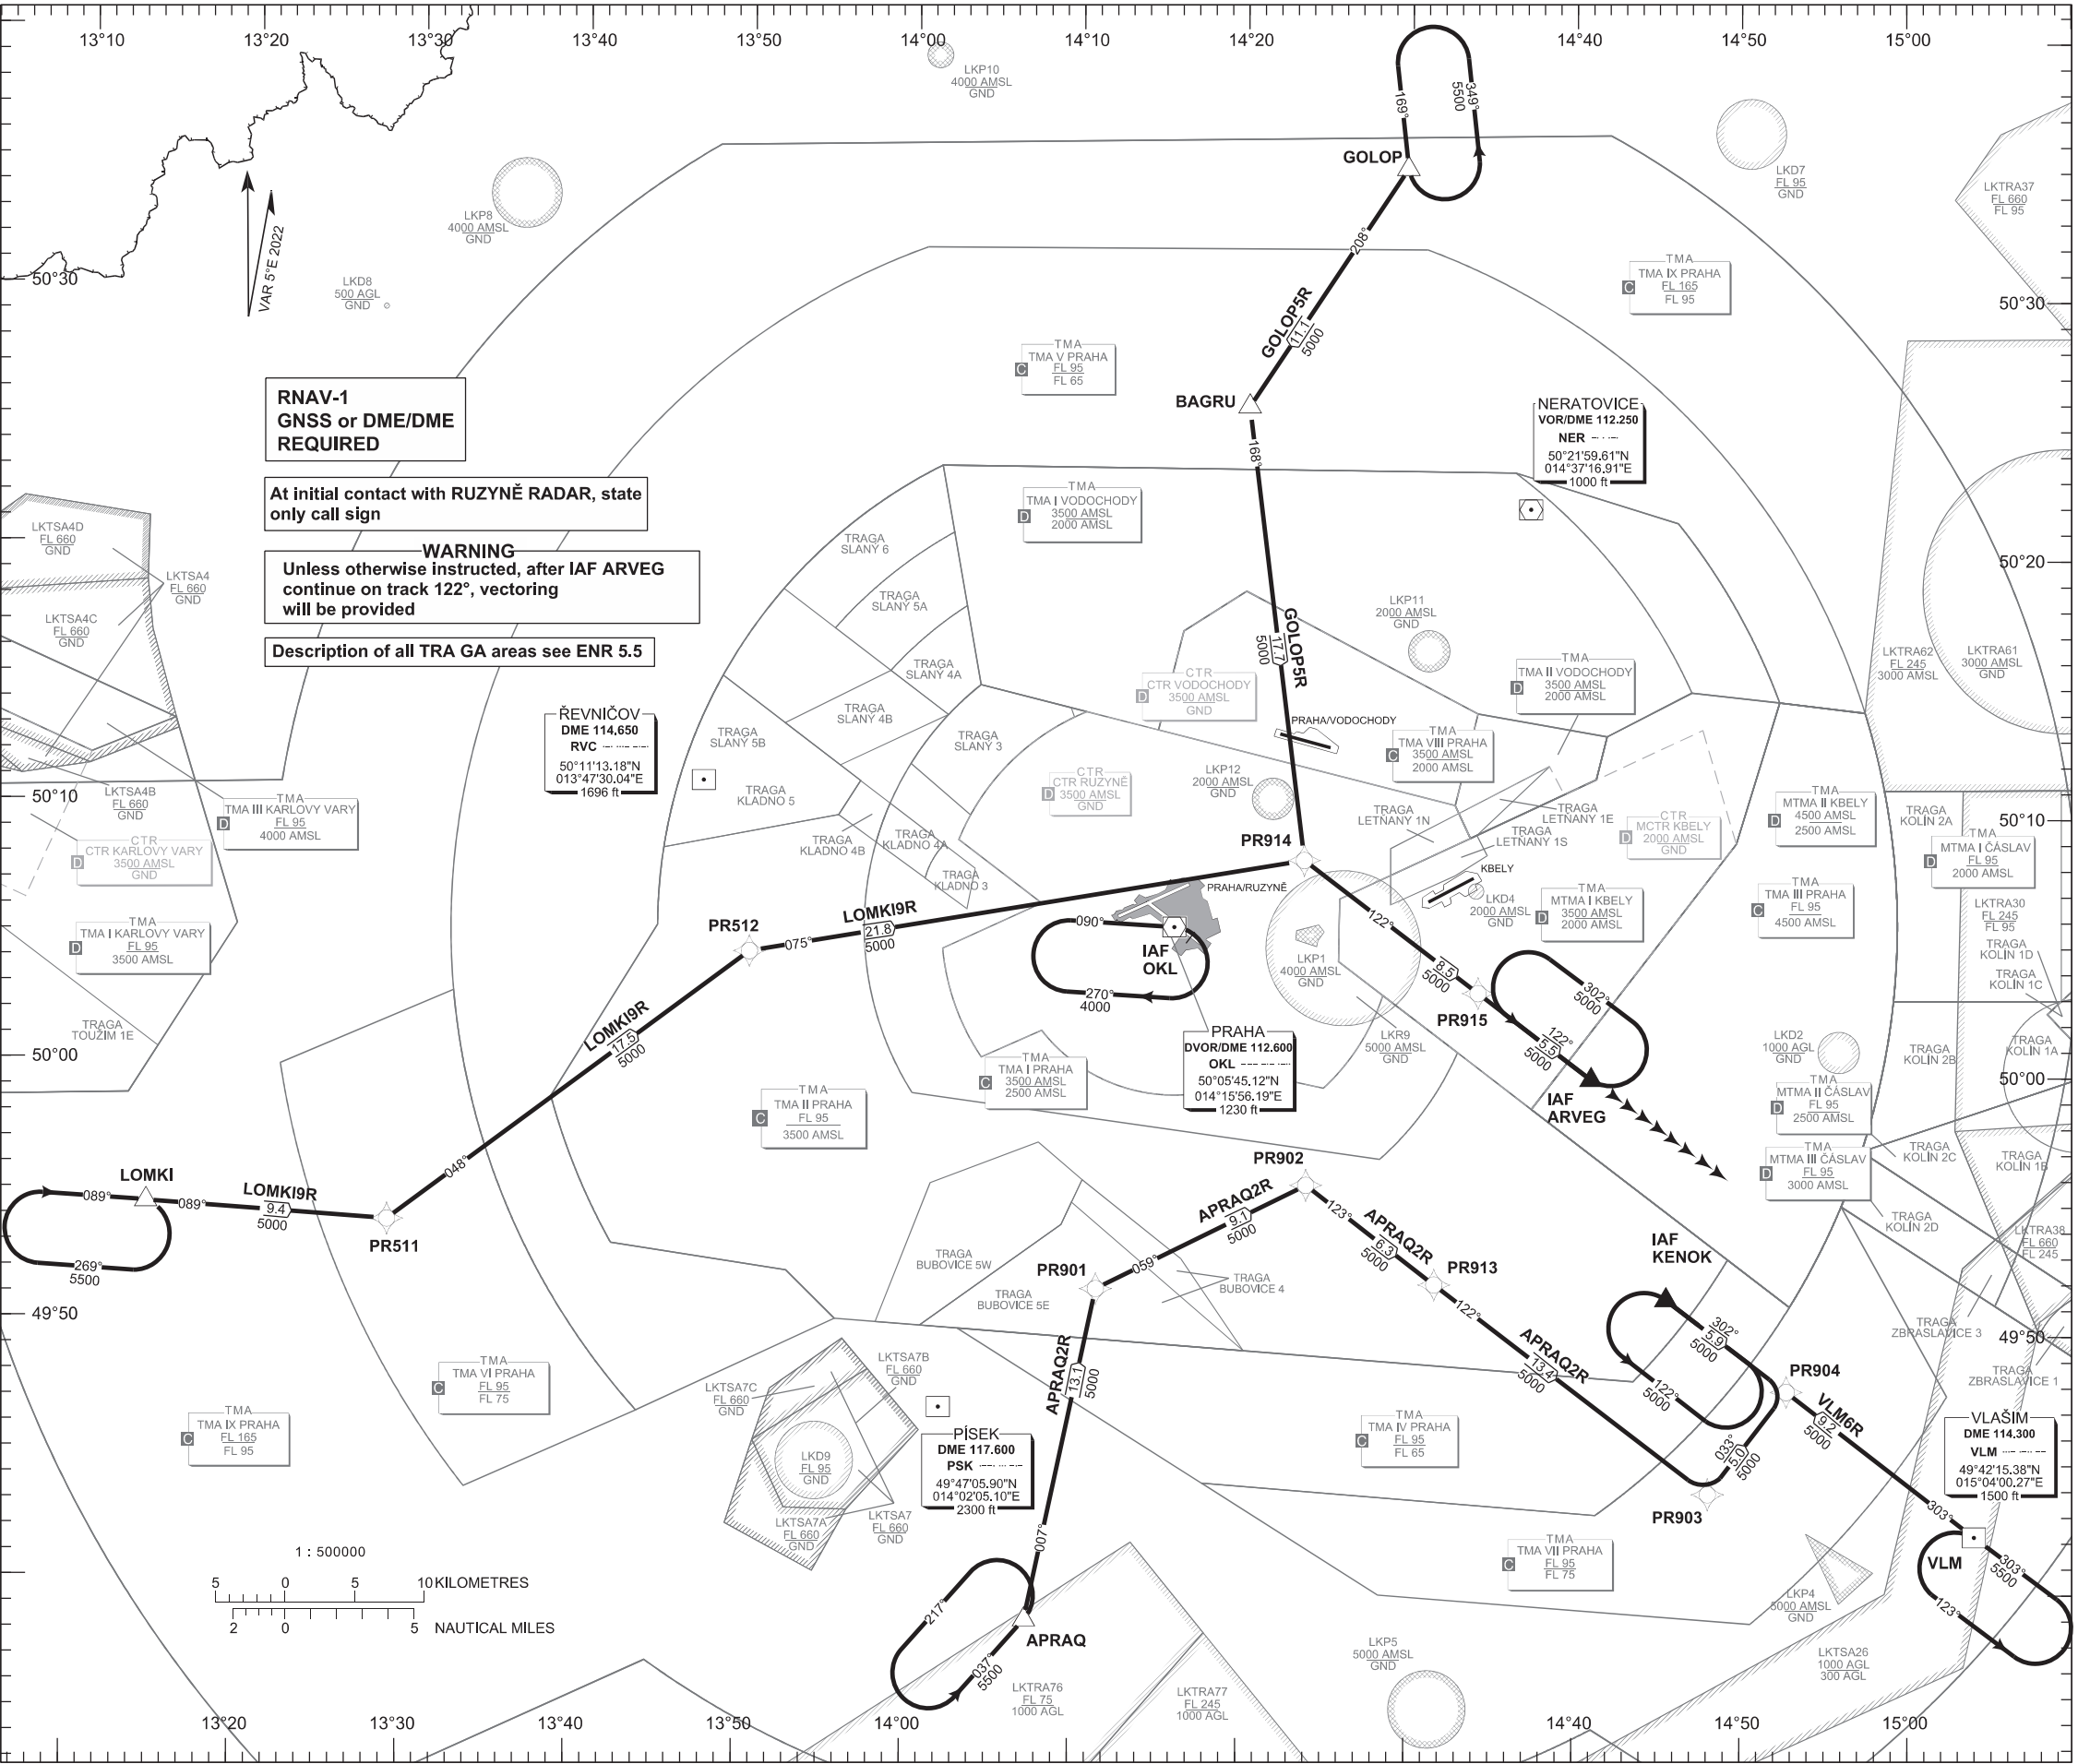 13°10
13°20
13°30
13°40
13°50
14°00
14°10
14°20
14°40
14°50
15°00
LKP10
4000 AMSL
GND
169°
349°
5500
GOLOP
LKD7
FL 95
GND
LKTRA37
FL 660
FL 95
LKP8
4000 AMSL
GND
VAR 5°E 2022
50°30
LKD8
500 AGL
GND
208°
GOLOP5R
11.1
5000
TMA
TMA IX PRAHA
C
FL 165
FL 95
50°30
TMA
TMA V PRAHA
C
FL 95
FL 65
RNAV-1
GNSS or DME/DME
REQUIRED
BAGRU
168°
NERATOVICE
VOR/DME 112.250
NER
50°21'59.61"N
014°37'16.91"E
1000 ft
At initial contact with RUZYNĚ RADAR, state
only call sign
WARNING
Unless otherwise instructed, after IAF ARVEG
continue on track 122°, vectoring
will be provided
Description of all TRA GA areas see ENR 5.5
LKTSA4D
FL 660
GND
LKTSA4
FL 660
GND
LKTSA4C
FL 660
GND
TMA
TMA I VODOCHODY
D
3500 AMSL
2000 AMSL
TRAGA
SLANÝ 6
TRAGA
SLANÝ 5A
TRAGA
SLANÝ 4A
TRAGA
SLANÝ 4B
TRAGA
SLANÝ 5B
TRAGA
SLANÝ 3
50°20
LKP11
2000 AMSL
GND
GOLOP5R
17.7
5000
CTR
CTR VODOCHODY
D
3500 AMSL
GND
TMA
TMA II VODOCHODY
D
3500 AMSL
2000 AMSL
LKTRA62
FL 245
3000 AMSL
LKTRA61
3000 AMSL
GND
ŘEVNIČOV
DME 114,650
RVC
50°11'13.18"N
013°47'30.04"E
1696 ft
PRAHA/VODOCHODY
TMA
TMA VIII PRAHA
C
3500 AMSL
2000 AMSL
CTR
CTR RUZYNĚ
D
3500 AMSL
GND
LKP12
2000 AMSL
GND
50°10
LKTSA4B
FL 660
GND
TMA
TMA III KARLOVY VARY
D
FL 95
4000 AMSL
CTR
CTR KARLOVY VARY
D
3500 AMSL
GND
TRAGA
KLADNO 5
TRAGA
KLADNO 4B
TRAGA
KLADNO 4A
TRAGA
KLADNO 3
TRAGA
LETŇANY 1N
TRAGA
LETŇANY 1E
TRAGA
LETŇANY 1S
CTR
MCTR KBELY
D
2000 AMSL
GND
TMA
MTMA II KBELY
D
4500 AMSL
2500 AMSL
TRAGA
KOLÍN 2A
50°10
TMA
MTMA I ČÁSLAV
D
FL 95
2000 AMSL
PR914
PRAHA/RUZYNĚ
KBELY
LKD4
2000 AMSL
GND
TMA
MTMA I KBELY
D
3500 AMSL
2000 AMSL
TMA
TMA III PRAHA
C
FL 95
4500 AMSL
LKTRA30
FL 245
FL 95
TRAGA
KOLÍN 1D
TRAGA
KOLÍN 1C
TMA
TMA I KARLOVY VARY
D
FL 95
3500 AMSL
TRAGA
TOUŽIM 1E
PR512
075°
LOMKI9R
21.8
5000
090°
IAF
OKL
270°
4000
LKP1
4000 AMSL
GND
122°
8.5
5000
PR915
302°
5000
122°
5.5
5000
IAF
ARVEG
LKR9
5000 AMSL
GND
LKD2
1000 AGL
GND
TRAGA
KOLÍN 2B
TRAGA
KOLÍN 1A
50°00
50°00
LOMKI9R
17.5
5000
PRAHA
DVOR/DME 112.600
OKL
50°05'45.12"N
014°15'56.19"E
1230 ft
TMA
TMA I PRAHA
C
3500 AMSL
2500 AMSL
TMA
TMA II PRAHA
C
FL 95
3500 AMSL
TMA
MTMA II ČÁSLAV
D
FL 95
2500 AMSL
TMA
MTMA III ČÁSLAV
D
FL 95
3000 AMSL
TRAGA
KOLÍN 2C
TRAGA
KOLÍN 1B
TRAGA
KOLÍN 2D
LKTRA38
FL 660
FL 245
048°
LOMKI
089°
089°
LOMKI9R
9.4
5000
269°
5500
PR511
PR902
APRAQ2R
9.1
5000
059°
PR901
123°
APRAQ2R
6.3
5000
PR913
122°
IAF
KENOK
TRAGA
BUBOVICE 5W
TRAGA
BUBOVICE 5E
TRAGA
BUBOVICE 4
49°50
49°50
TRAGA
ZBRASLAVICE 3
TRAGA
ZBRASLAVICE 1
302°
5.9
5000
122°
5000
APRAQ2R
13.4
5000
PR904
VLM6R
9.2
5000
033°
5.0
5000
PR903
APRAQ2R
13.1
5000
007°
TMA
TMA VI PRAHA
C
FL 95
FL 75
TMA
TMA IX PRAHA
C
FL 165
FL 95
LKTSA7B
FL 660
GND
LKTSA7C
FL 660
GND
LKD9
FL 95
GND
LKTSA7A
FL 660
GND
LKTSA7
FL 660
GND
PÍSEK
DME 117.600
PSK
49°47'05.90"N
014°02'05.10"E
2300 ft
TMA
TMA IV PRAHA
C
FL 95
FL 65
VLAŠIM
DME 114.300
VLM
49°42'15.38"N
015°04'00.27"E
1500 ft
303°
VLM
303°
5500
123°
TMA
TMA VII PRAHA
C
FL 95
FL 75
LKP4
5000 AMSL
GND
1 : 500000
5 0 5 10 KILOMETRES
2 0 5 NAUTICAL MILES
217°
037°
5500
APRAQ
LKTRA76
FL 75
1000 AGL
LKTRA77
FL 245
1000 AGL
LKP5
5000 AMSL
GND
LKTSA26
1000 AGL
300 AGL
13°20
13°30
13°40
13°50
14°00
14°40
14°50
15°00